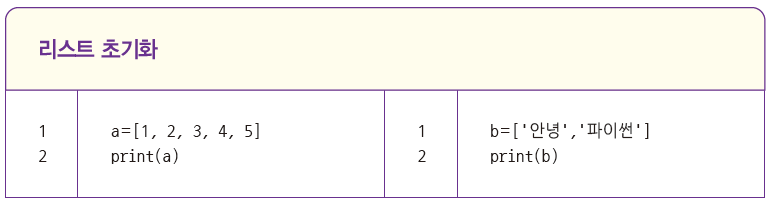 리스트 초기화
1 a=[1, 2, 3, 4, 5]
2 print(a)
1 b=['안녕','파이썬']
2 print(b)